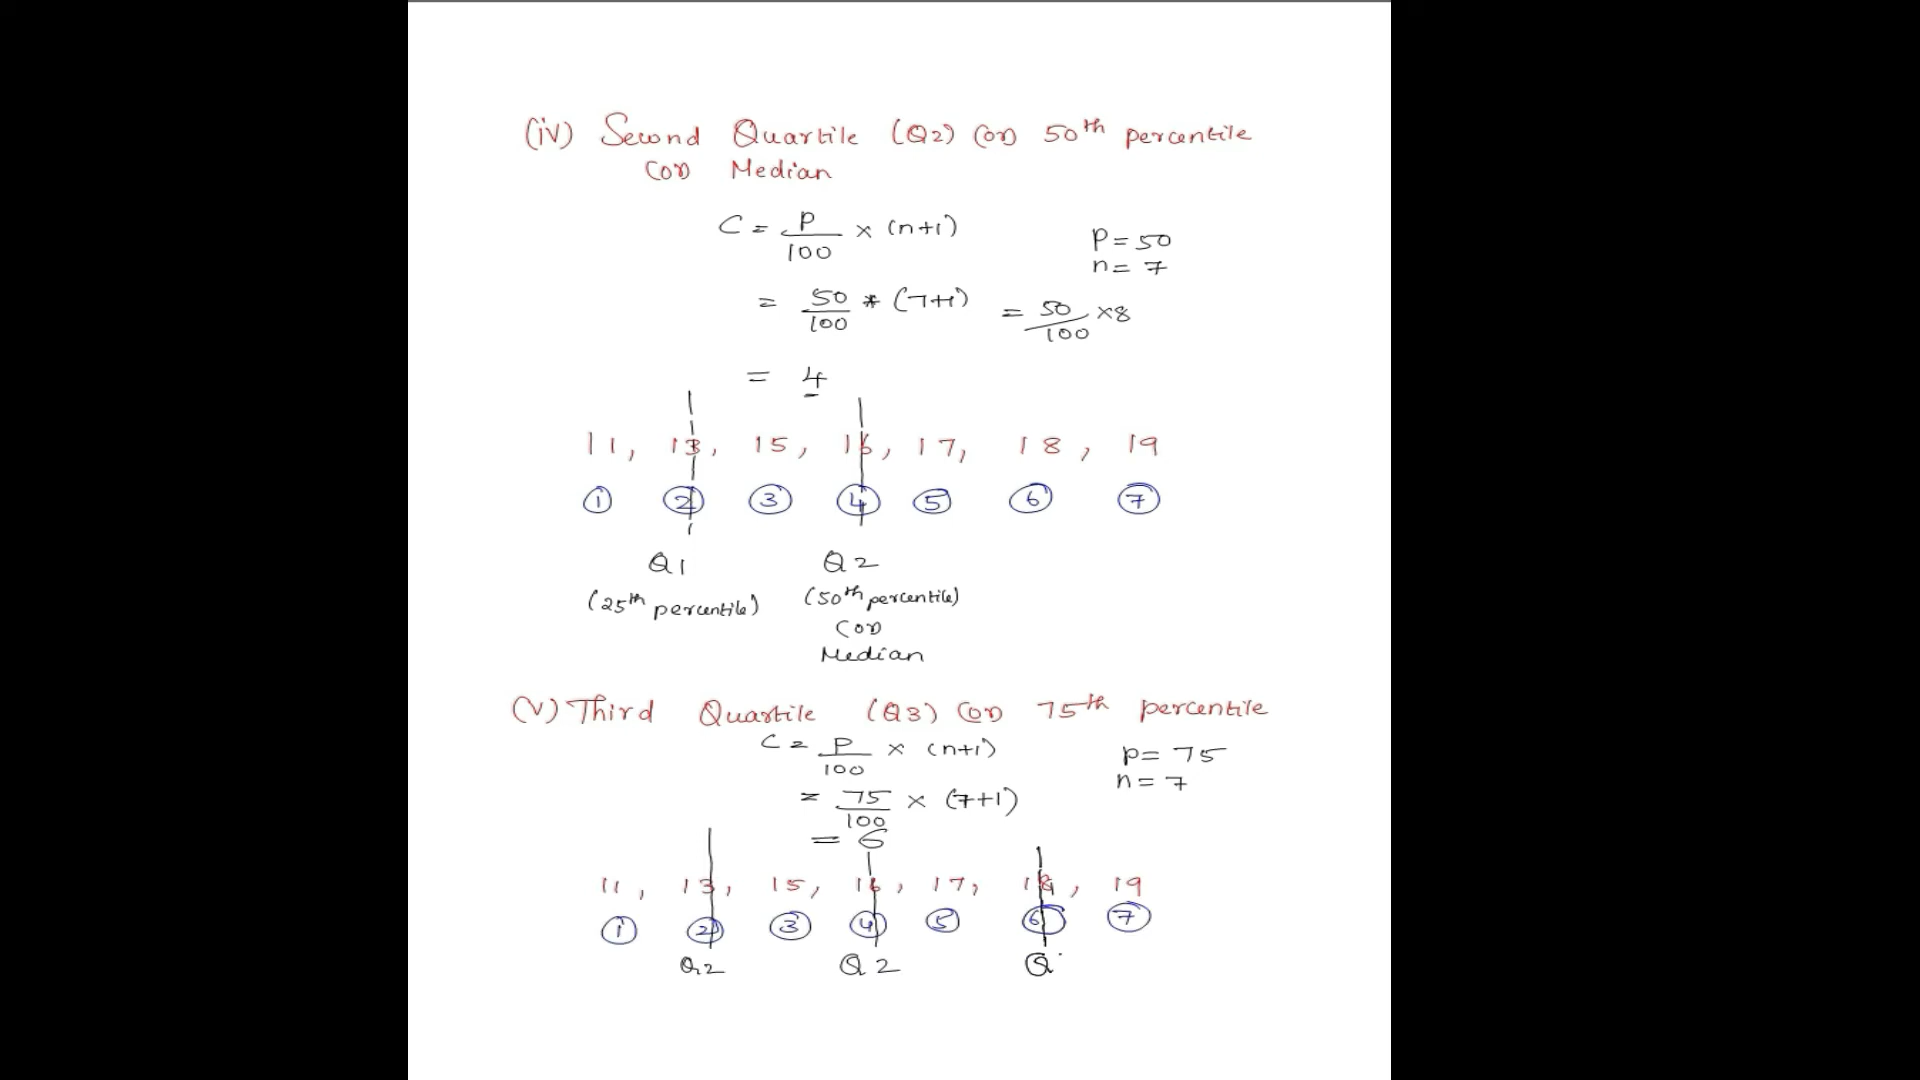 (iv) Second Quartile (Q2) (or) 50th percentile
(or) Median
C = P/100 × (n+1)
P = 50
n = 7
= 50/100 * (7+1) = 50/100 × 8
= 4
11, 13, 15, 16, 17, 18, 19
① ② ③ ④ ⑤ ⑥ ⑦
Q1 Q2
(25th percentile) (50th percentile)
(or)
Median
(v) Third Quartile (Q3) (or) 75th percentile
C = P/100 × (n+1)
P = 75
n = 7
= 75/100 × (7+1)
= 6
11, 13, 15, 16, 17, 18, 19
① ② ③ ④ ⑤ ⑥ ⑦
Q2 Q2 Q